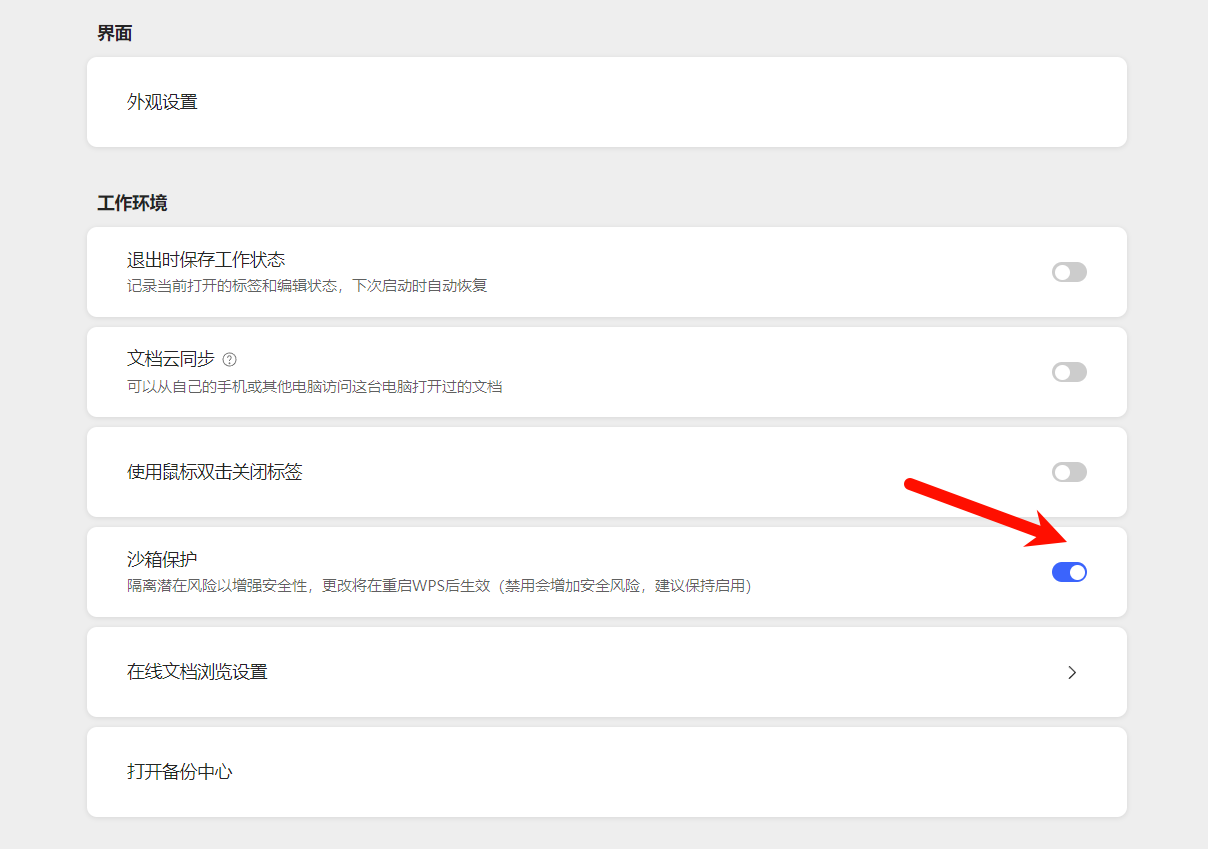 界面
外观设置
工作环境
退出时保存工作状态
记录当前打开的标签和编辑状态，下次启动时自动恢复
文档云同步
可以从自己的手机或其他电脑访问这台电脑打开过的文档
使用鼠标双击关闭标签
沙箱保护
隔离潜在风险以增强安全性，更改将在重启WPS后生效（禁用会增加安全风险，建议保持启用）
在线文档浏览设置
打开备份中心